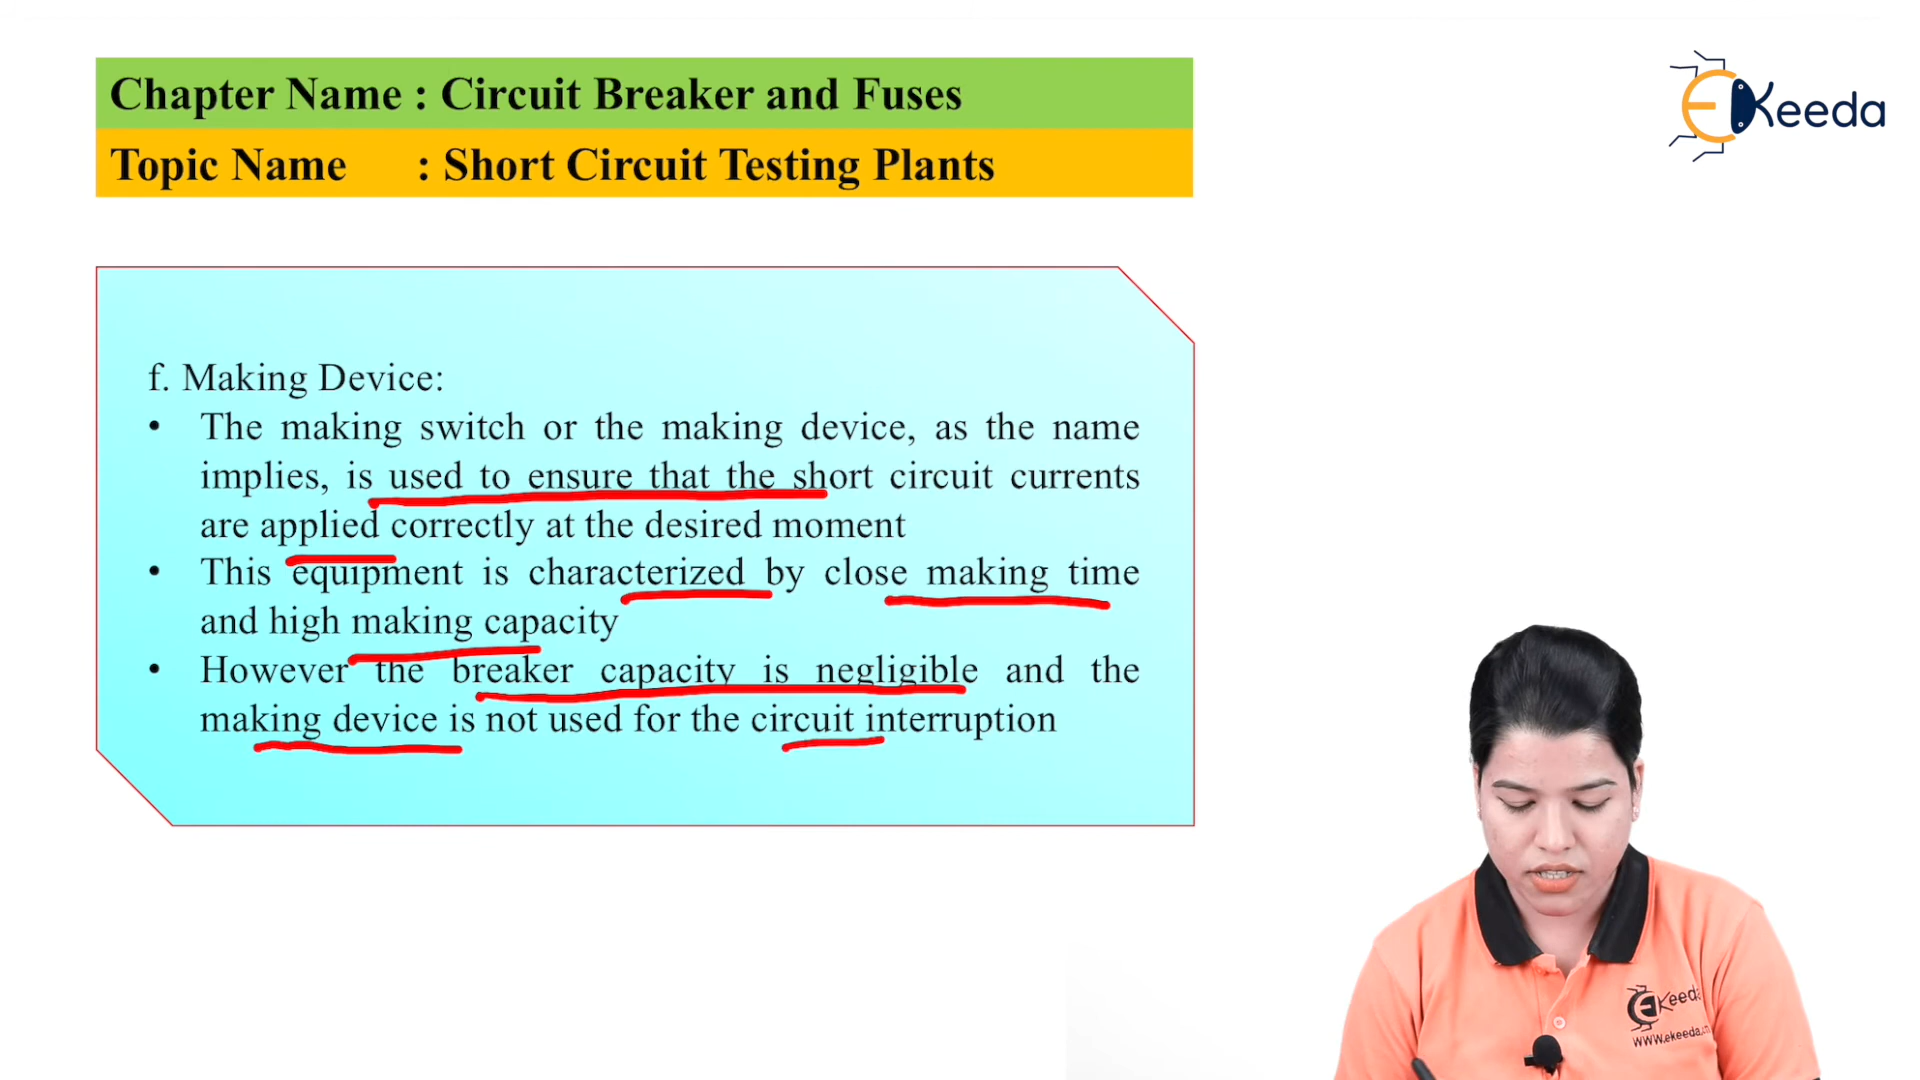 Chapter Name : Circuit Breaker and Fuses
Topic Name : Short Circuit Testing Plants
EKeeda
f. Making Device:
• The making switch or the making device, as the name
implies, is used to ensure that the short circuit currents
are applied correctly at the desired moment
• This equipment is characterized by close making time
and high making capacity
• However the breaker capacity is negligible and the
making device is not used for the circuit interruption
EKeeda